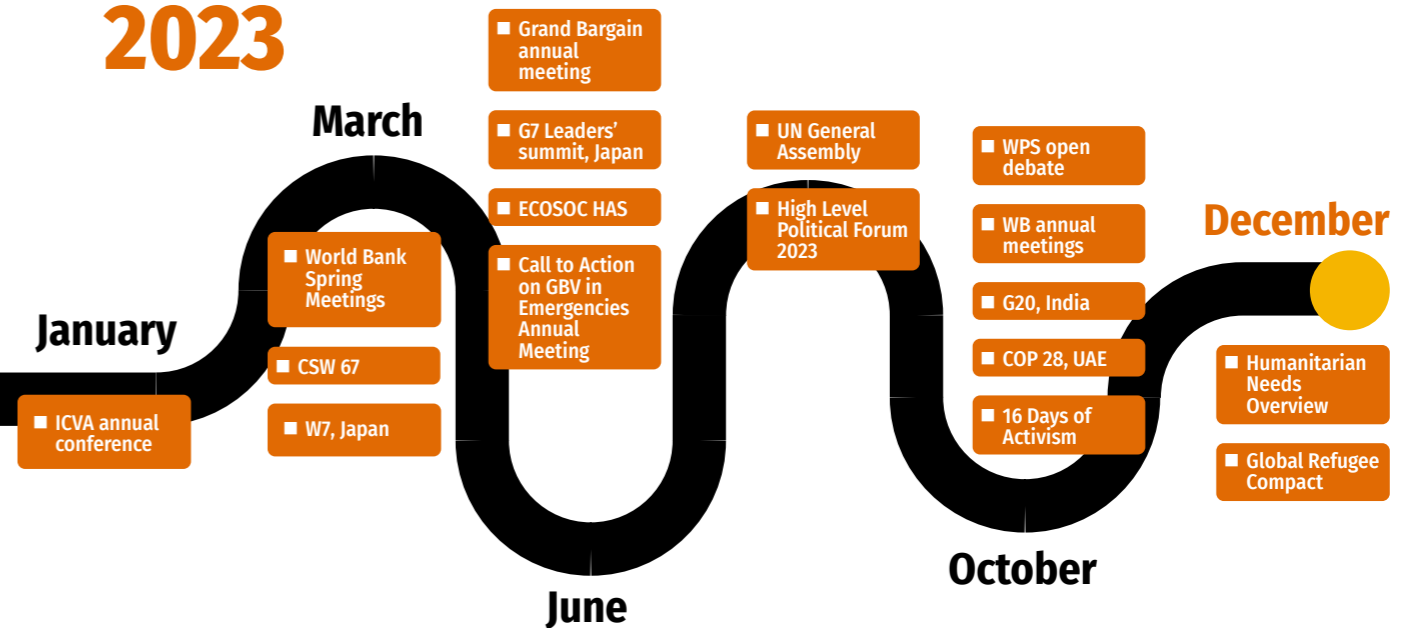 2023
January
ICVA annual
conference
March
World Bank
Spring
Meetings
CSW 67
W7, Japan
Grand Bargain
annual
meeting
G7 Leaders’
summit, Japan
ECOSOC HAS
Call to Action
on GBV in
Emergencies
Annual
Meeting
June
UN General
Assembly
High Level
Political Forum
2023
WPS open
debate
WB annual
meetings
G20, India
COP 28, UAE
16 Days of
Activism
October
December
Humanitarian
Needs
Overview
Global Refugee
Compact